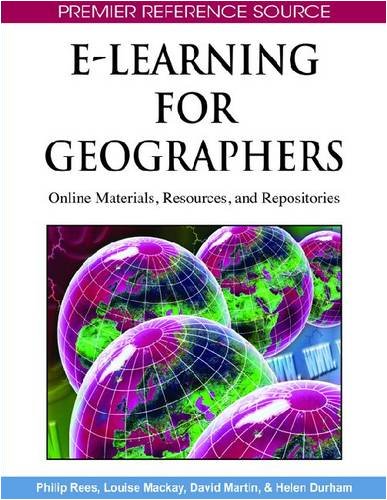 PREMIER REFERENCE SOURCE
E-LEARNING
FOR
GEOGRAPHERS
Online Materials, Resources, and Repositories
Philip Rees, Louise Mackay, David Martin, & Helen Durham